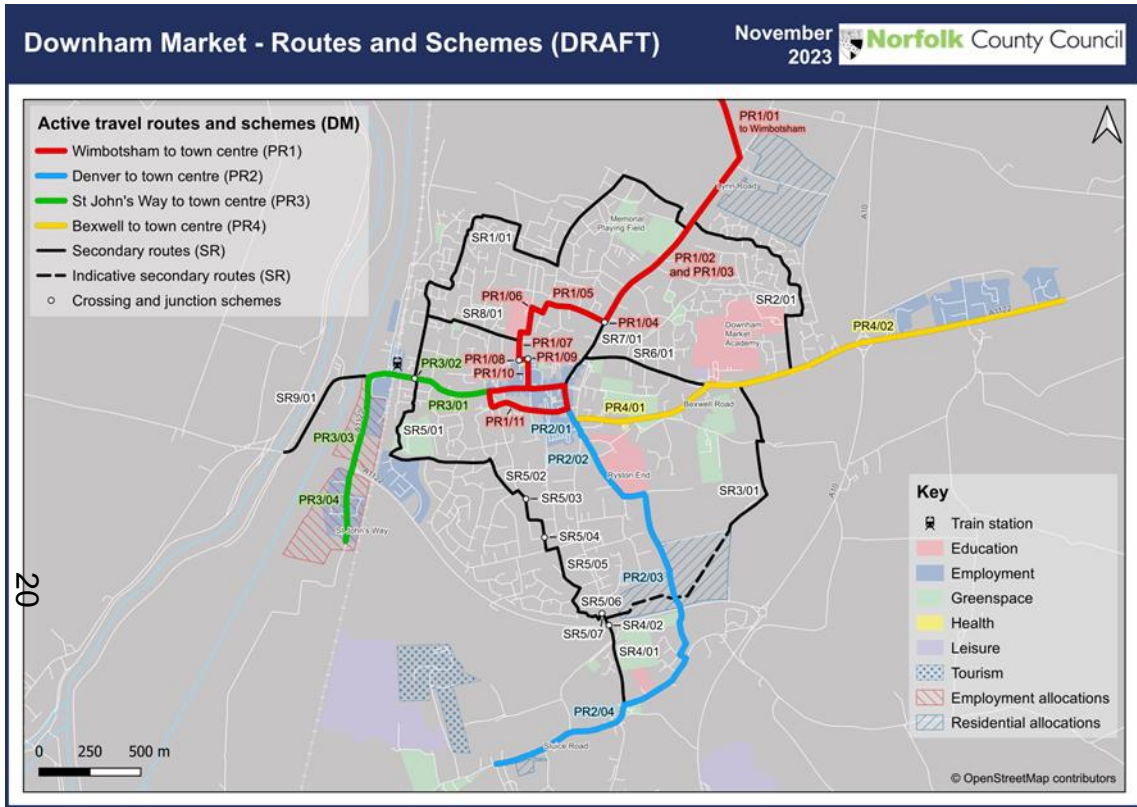 Downham Market - Routes and Schemes (DRAFT)
November
2023
Norfolk County Council
Active travel routes and schemes (DM)
Wimbotsham to town centre (PR1)
Denver to town centre (PR2)
St John's Way to town centre (PR3)
Bexwell to town centre (PR4)
Secondary routes (SR)
Indicative secondary routes (SR)
Crossing and junction schemes
PR1/01
to Wimbotsham
Lynn Road
A10
Memorial
Playing Field
SR1/01
PR1/02
and PR1/03
PR1/06
PR1/05
SR2/01
SR8/01
PR1/04
SR7/01
Downham
Market
Academy
PR4/02
A1122
PR1/07
SR6/01
PR1/08
PR1/09
PR3/02
PR1/10
SR9/01
Bexwell Road
PR3/01
PR4/01
PR1/11
PR2/01
PR3/03
A1122
SR5/01
PR2/02
SR5/02
Ryston End
A1122
SR3/01
A10
PR3/04
SR5/03
St John's Way
SR5/04
SR5/05
PR2/03
SR5/06
SR5/07
SR4/02
SR4/01
PR2/04
Sluice Road
Key
Train station
Education
Employment
Greenspace
Health
Leisure
Tourism
Employment allocations
Residential allocations
0 250 500 m
© OpenStreetMap contributors
20